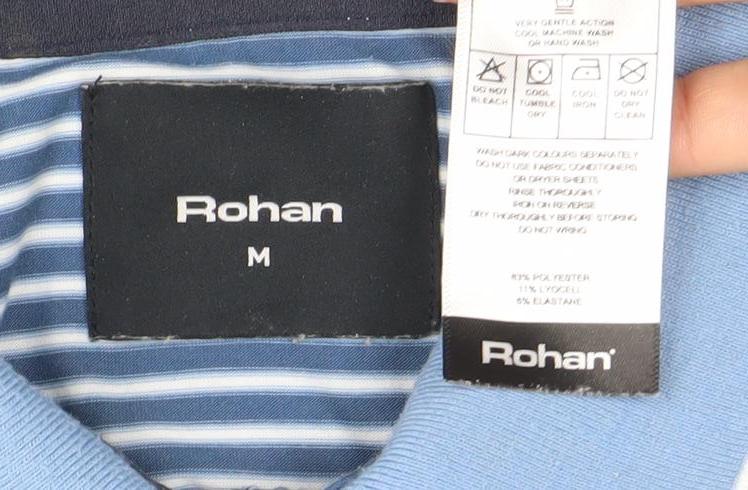 Rohan
M
VERY GENTLE ACTION
COOL MACHINE WASH
OR HAND WASH
DO NOT BLEACH
COOL TUMBLE DRY
COOL IRON
DO NOT DRY CLEAN
WASH DARK COLOURS SEPARATELY
DO NOT USE FABRIC CONDITIONERS
OR DRYER SHEETS
RINSE THOROUGHLY
IRON ON REVERSE
DRY THOROUGHLY BEFORE STORING
DO NOT WRING
83% POLYESTER
11% LYOCELL
6% ELASTANE
Rohan